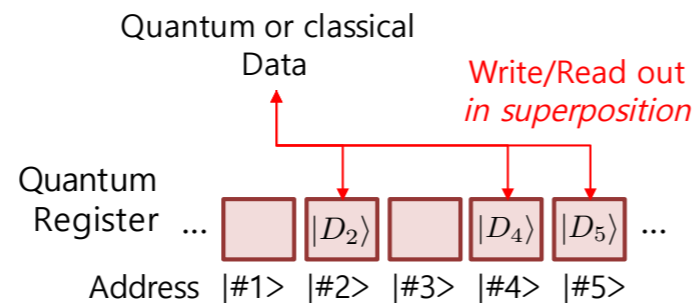 Quantum or classical
Data
Write/Read out
in superposition
Quantum
Register ... |D₂⟩ |D₄⟩ |D₅⟩ ...
Address |#1> |#2> |#3> |#4> |#5>